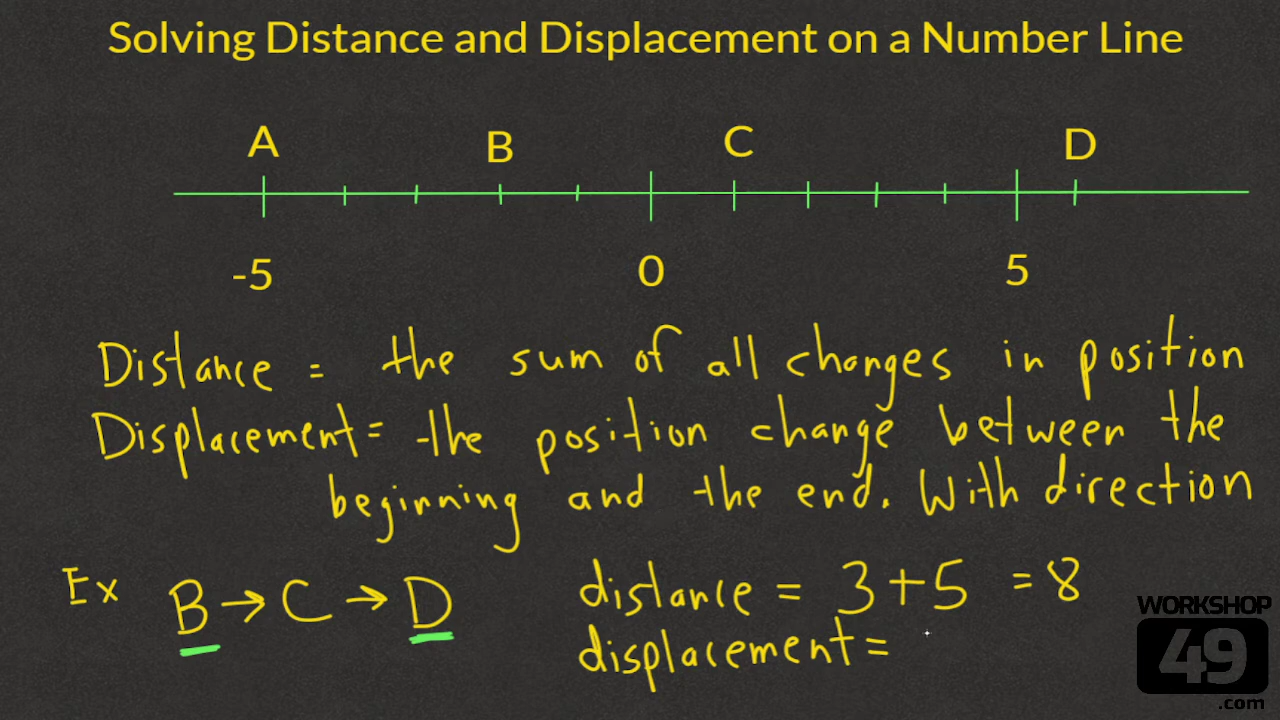 Solving Distance and Displacement on a Number Line
A B C D
-5 0 5
Distance = the sum of all changes in position
Displacement = the position change between the
beginning and the end. With direction
Ex B → C → D distance = 3 + 5 = 8
displacement =
WORKSHOP
49
.com